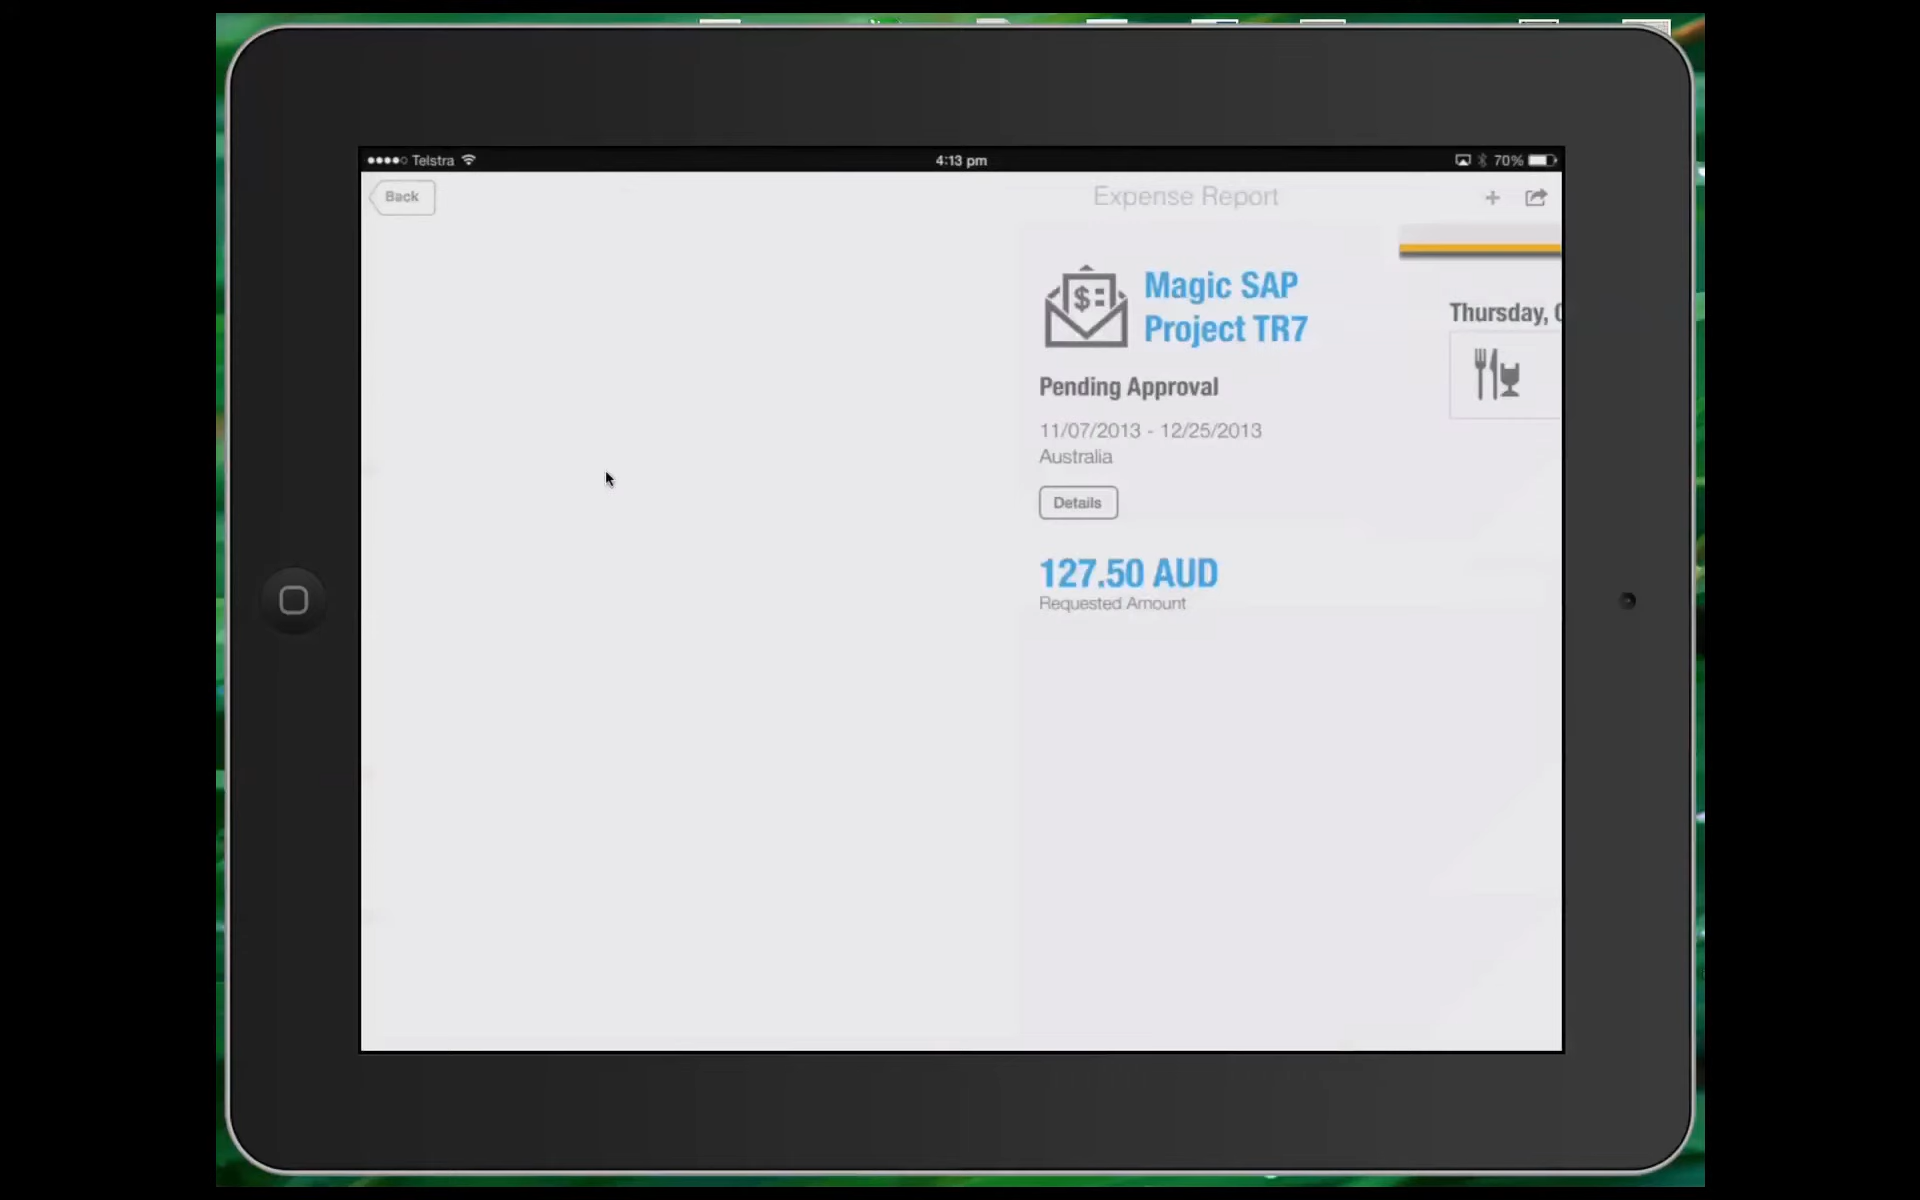 Telstra
4:13 pm
70%
Back
Expense Report
Magic SAP
Project TR7
Thursday,
Pending Approval
11/07/2013 - 12/25/2013
Australia
Details
127.50 AUD
Requested Amount